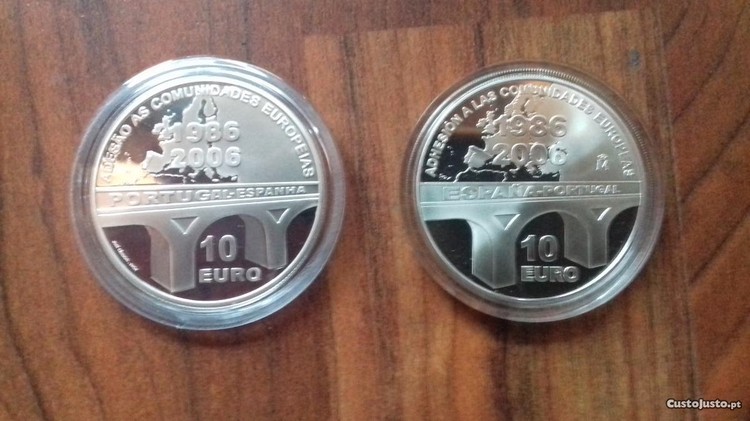 ADESÃO AS COMUNIDADES EUROPEIAS
1986
2006
PORTUGAL-ESPANHA
10
EURO
ADHESIÓN A LAS COMUNIDADES EUROPEAS
1986
2006
M
ESPAÑA-PORTUGAL
10
EURO
CustoJusto.pt